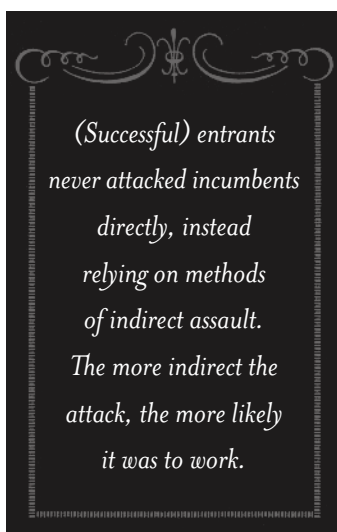 (Successful) entrants
never attacked incumbents
directly, instead
relying on methods
of indirect assault.
The more indirect the
attack, the more likely
it was to work.